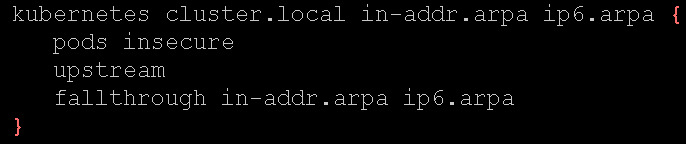 kubernetes cluster.local in-addr.arpa ip6.arpa {
pods insecure
upstream
fallthrough in-addr.arpa ip6.arpa
}